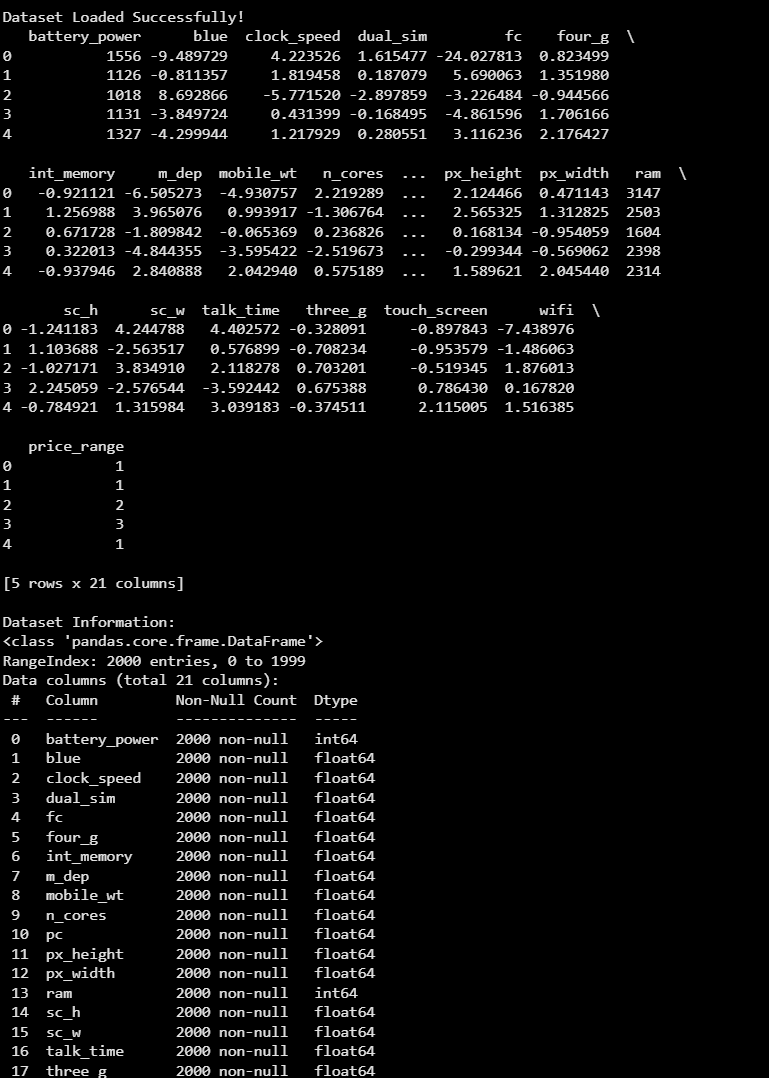 Dataset Loaded Successfully!
   battery_power      blue  clock_speed  dual_sim         fc    four_g  \
0           1556 -9.489729     4.223526  1.615477 -24.027813  0.823499
1           1126 -0.811357     1.819458  0.187079   5.690063  1.351980
2           1018  8.692866    -5.771520 -2.897859  -3.226484 -0.944566
3           1131 -3.849724     0.431399 -0.168495  -4.861596  1.706166
4           1327 -4.299944     1.217929  0.280551   3.116236  2.176427
   int_memory     m_dep  mobile_wt   n_cores  ...  px_height  px_width   ram  \
0   -0.921121 -6.505273  -4.930757  2.219289  ...   2.124466  0.471143  3147
1    1.256988  3.965076   0.993917 -1.306764  ...   2.565325  1.312825  2503
2    0.671728 -1.809842  -0.065369  0.236826  ...   0.168134 -0.954059  1604
3    0.322013 -4.844355  -3.595422 -2.519673  ...  -0.299344 -0.569062  2398
4   -0.937946  2.840888   2.042940  0.575189  ...   1.589621  2.045440  2314
       sc_h      sc_w  talk_time   three_g  touch_screen      wifi  \
0 -1.241183  4.244788   4.402572 -0.328091     -0.897843 -7.438976
1  1.103688 -2.563517   0.576899 -0.708234     -0.953579 -1.486063
2 -1.027171  3.834910   2.118278  0.703201     -0.519345  1.876013
3  2.245059 -2.576544  -3.592442  0.675388      0.786430  0.167820
4 -0.784921  1.315984   3.039183 -0.374511      2.115005  1.516385
   price_range
0            1
1            1
2            2
3            3
4            1
[5 rows x 21 columns]
Dataset Information:
<class 'pandas.core.frame.DataFrame'>
RangeIndex: 2000 entries, 0 to 1999
Data columns (total 21 columns):
 #   Column         Non-Null Count  Dtype
---  ------         --------------  -----
 0   battery_power  2000 non-null   int64
 1   blue           2000 non-null   float64
 2   clock_speed    2000 non-null   float64
 3   dual_sim       2000 non-null   float64
 4   fc             2000 non-null   float64
 5   four_g         2000 non-null   float64
 6   int_memory     2000 non-null   float64
 7   m_dep          2000 non-null   float64
 8   mobile_wt      2000 non-null   float64
 9   n_cores        2000 non-null   float64
 10  pc             2000 non-null   float64
 11  px_height      2000 non-null   float64
 12  px_width       2000 non-null   float64
 13  ram            2000 non-null   int64
 14  sc_h           2000 non-null   float64
 15  sc_w           2000 non-null   float64
 16  talk_time      2000 non-null   float64
 17  three_g        2000 non-null   float64